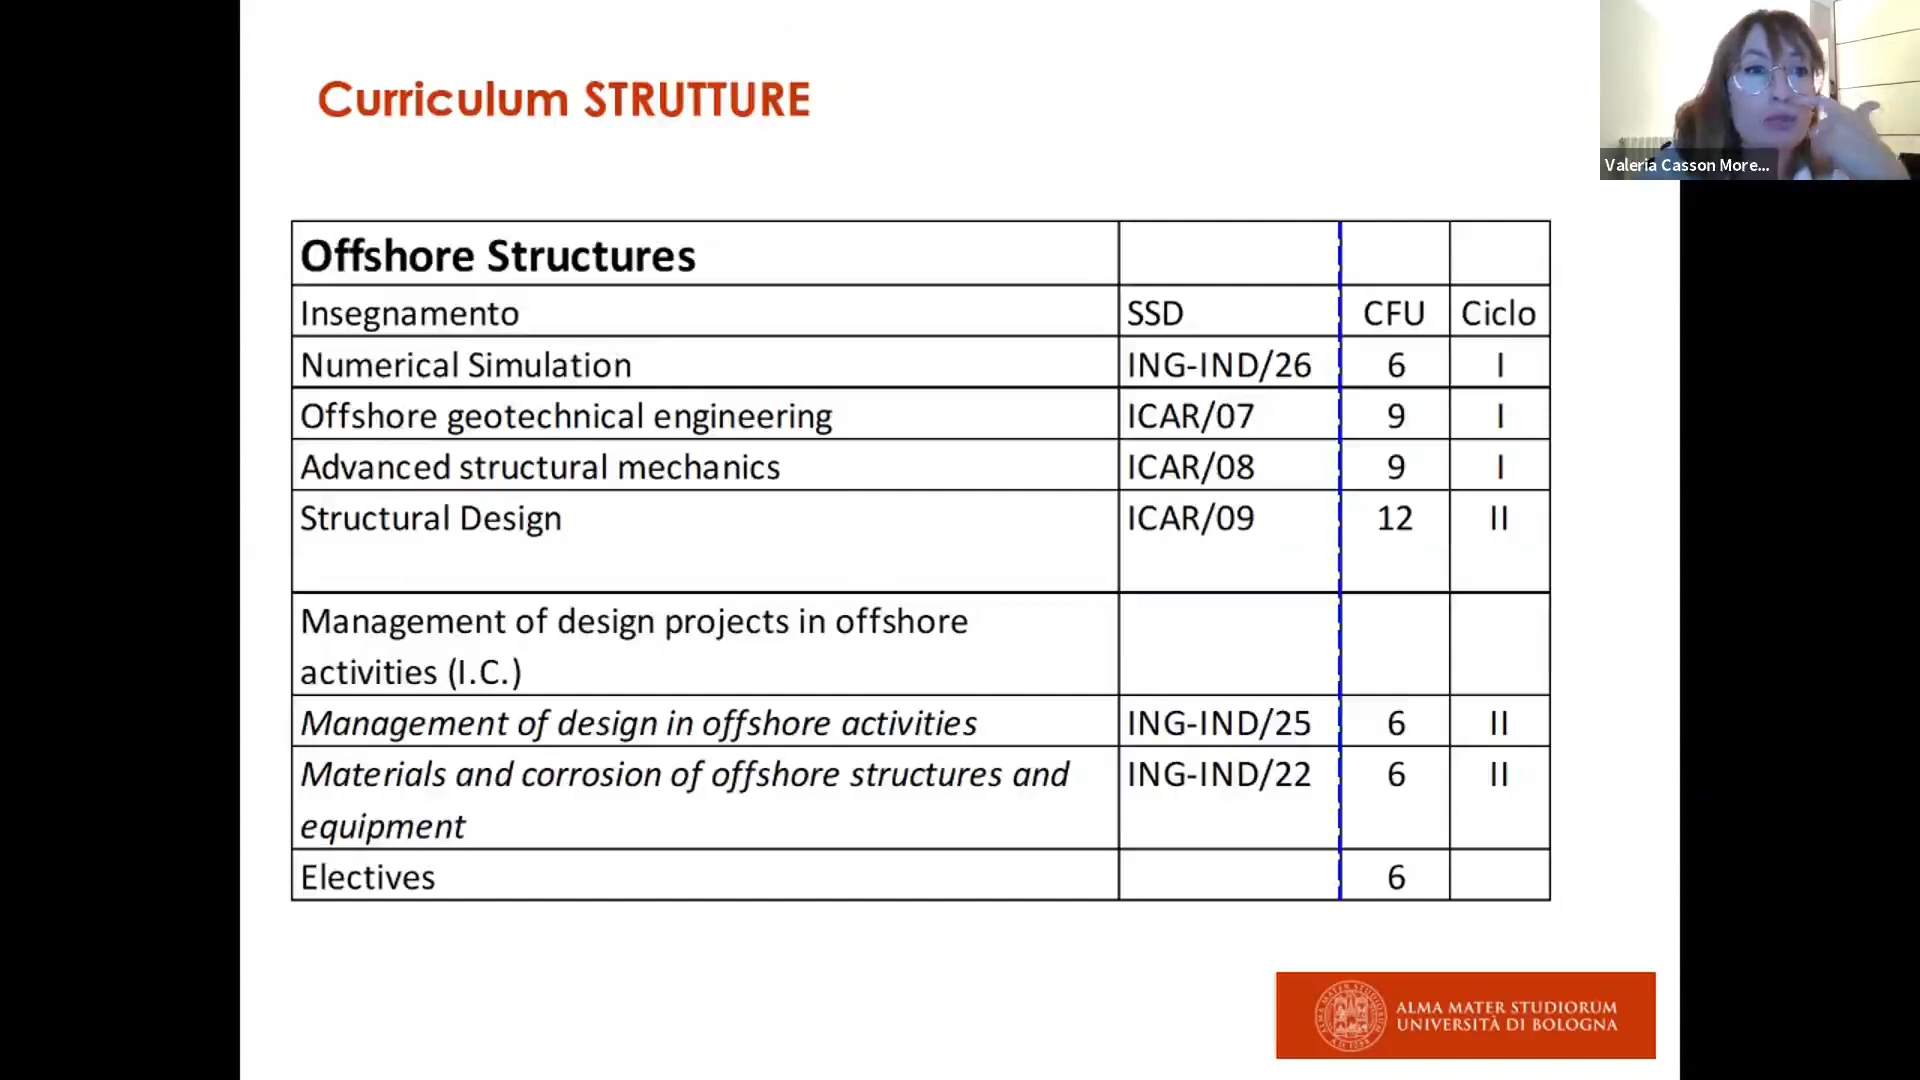 Curriculum STRUTTURE
Valeria Casson More...
Offshore Structures
Insegnamento SSD CFU Ciclo
Numerical Simulation ING-IND/26 6 I
Offshore geotechnical engineering ICAR/07 9 I
Advanced structural mechanics ICAR/08 9 I
Structural Design ICAR/09 12 II
Management of design projects in offshore
activities (I.C.)
Management of design in offshore activities ING-IND/25 6 II
Materials and corrosion of offshore structures and ING-IND/22 6 II
equipment
Electives 6
ALMA MATER STUDIORUM
UNIVERSITÀ DI BOLOGNA